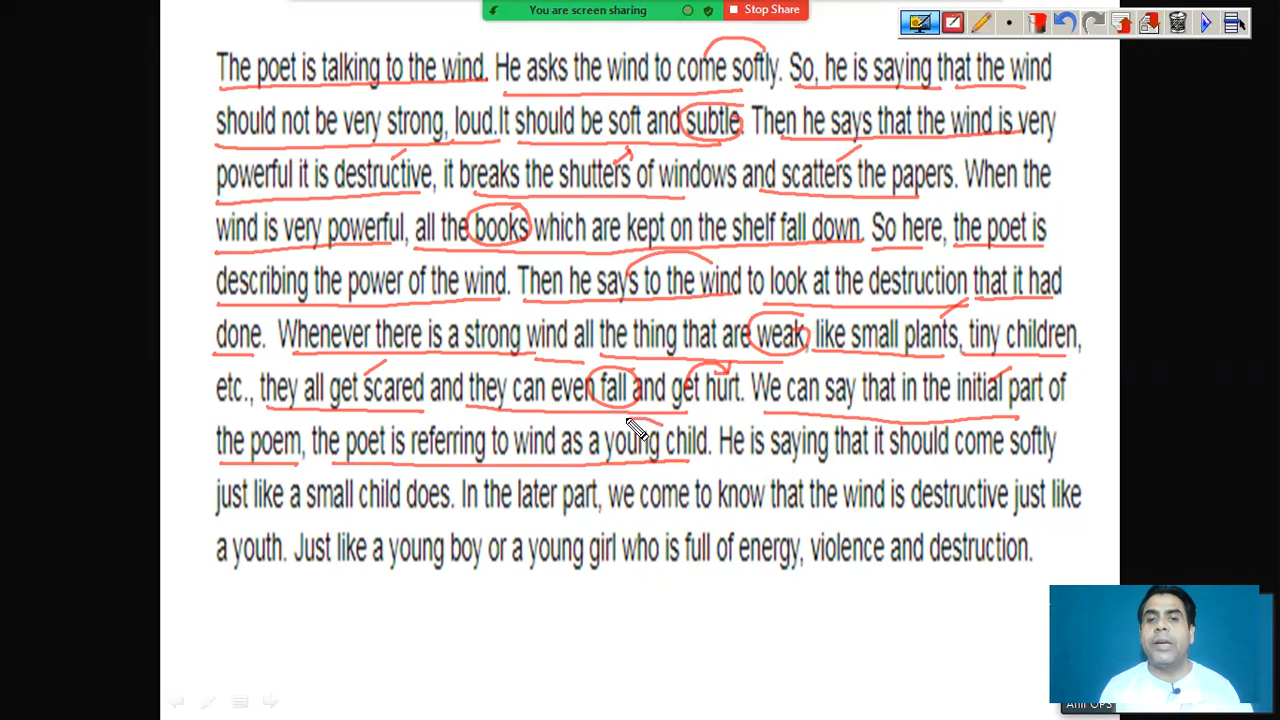 You are screen sharing Stop Share
The poet is talking to the wind. He asks the wind to come softly. So, he is saying that the wind
should not be very strong, loud.It should be soft and subtle. Then he says that the wind is very
powerful it is destructive, it breaks the shutters of windows and scatters the papers. When the
wind is very powerful, all the books which are kept on the shelf fall down. So here, the poet is
describing the power of the wind. Then he says to the wind to look at the destruction that it had
done. Whenever there is a strong wind all the thing that are weak, like small plants, tiny children,
etc., they all get scared and they can even fall and get hurt. We can say that in the initial part of
the poem, the poet is referring to wind as a young child. He is saying that it should come softly
just like a small child does. In the later part, we come to know that the wind is destructive just like
a youth. Just like a young boy or a young girl who is full of energy, violence and destruction.